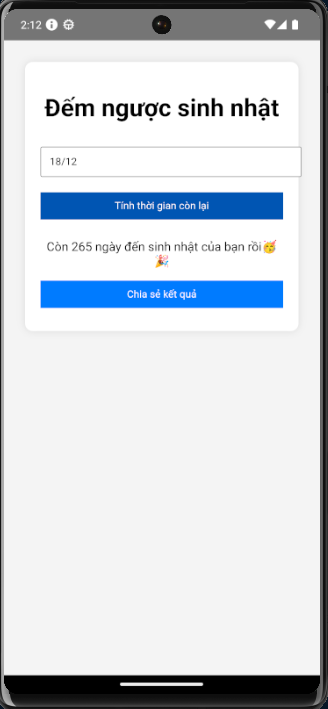 2:12
Đếm ngược sinh nhật
18/12
Tính thời gian còn lại
Còn 265 ngày đến sinh nhật của bạn rồi🥳
🎉
Chia sẻ kết quả